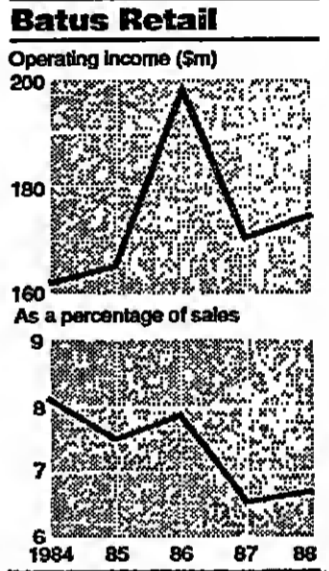 Batus Retail
Operating income ($m)
200
180
160
As a percentage of sales
9
8
7
6
1984 85 86 87 88